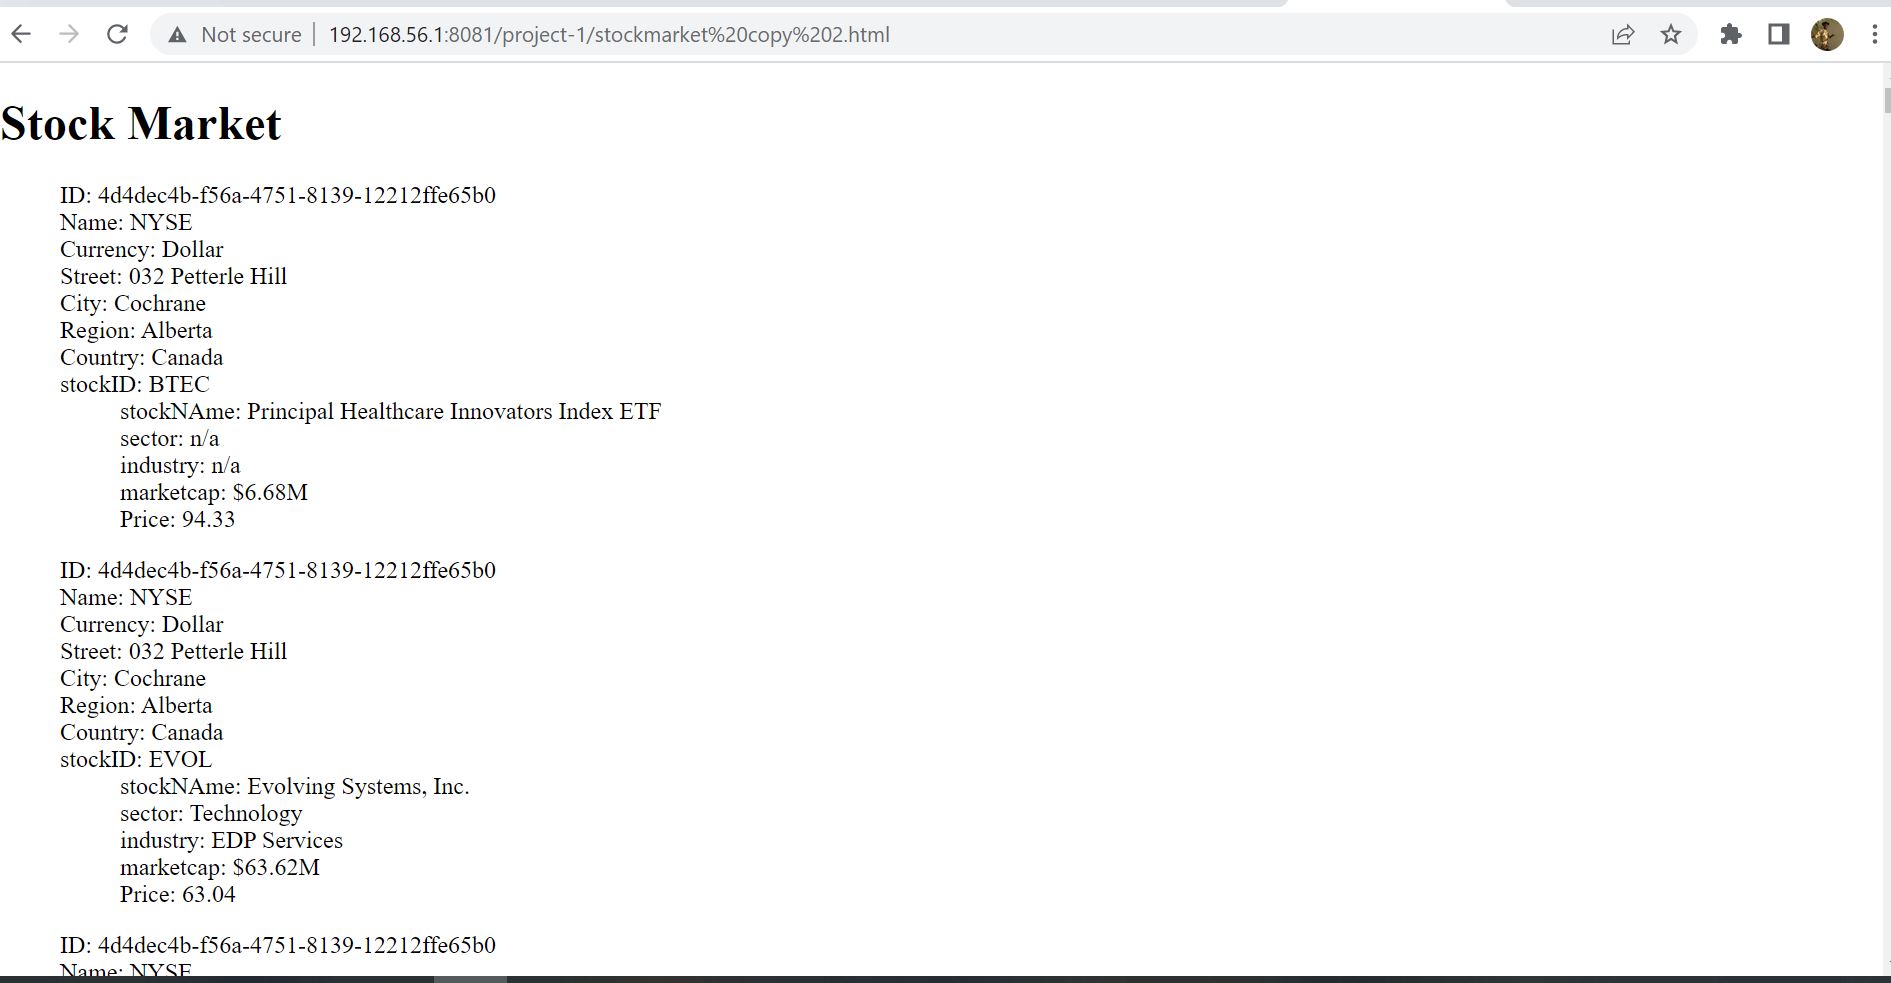 Not secure | 192.168.56.1:8081/project-1/stockmarket%20copy%202.html
Stock Market
ID: 4d4dec4b-f56a-4751-8139-12212ffe65b0
Name: NYSE
Currency: Dollar
Street: 032 Petterle Hill
City: Cochrane
Region: Alberta
Country: Canada
stockID: BTEC
stockNAme: Principal Healthcare Innovators Index ETF
sector: n/a
industry: n/a
marketcap: $6.68M
Price: 94.33
ID: 4d4dec4b-f56a-4751-8139-12212ffe65b0
Name: NYSE
Currency: Dollar
Street: 032 Petterle Hill
City: Cochrane
Region: Alberta
Country: Canada
stockID: EVOL
stockNAme: Evolving Systems, Inc.
sector: Technology
industry: EDP Services
marketcap: $63.62M
Price: 63.04
ID: 4d4dec4b-f56a-4751-8139-12212ffe65b0
Name: NYSE